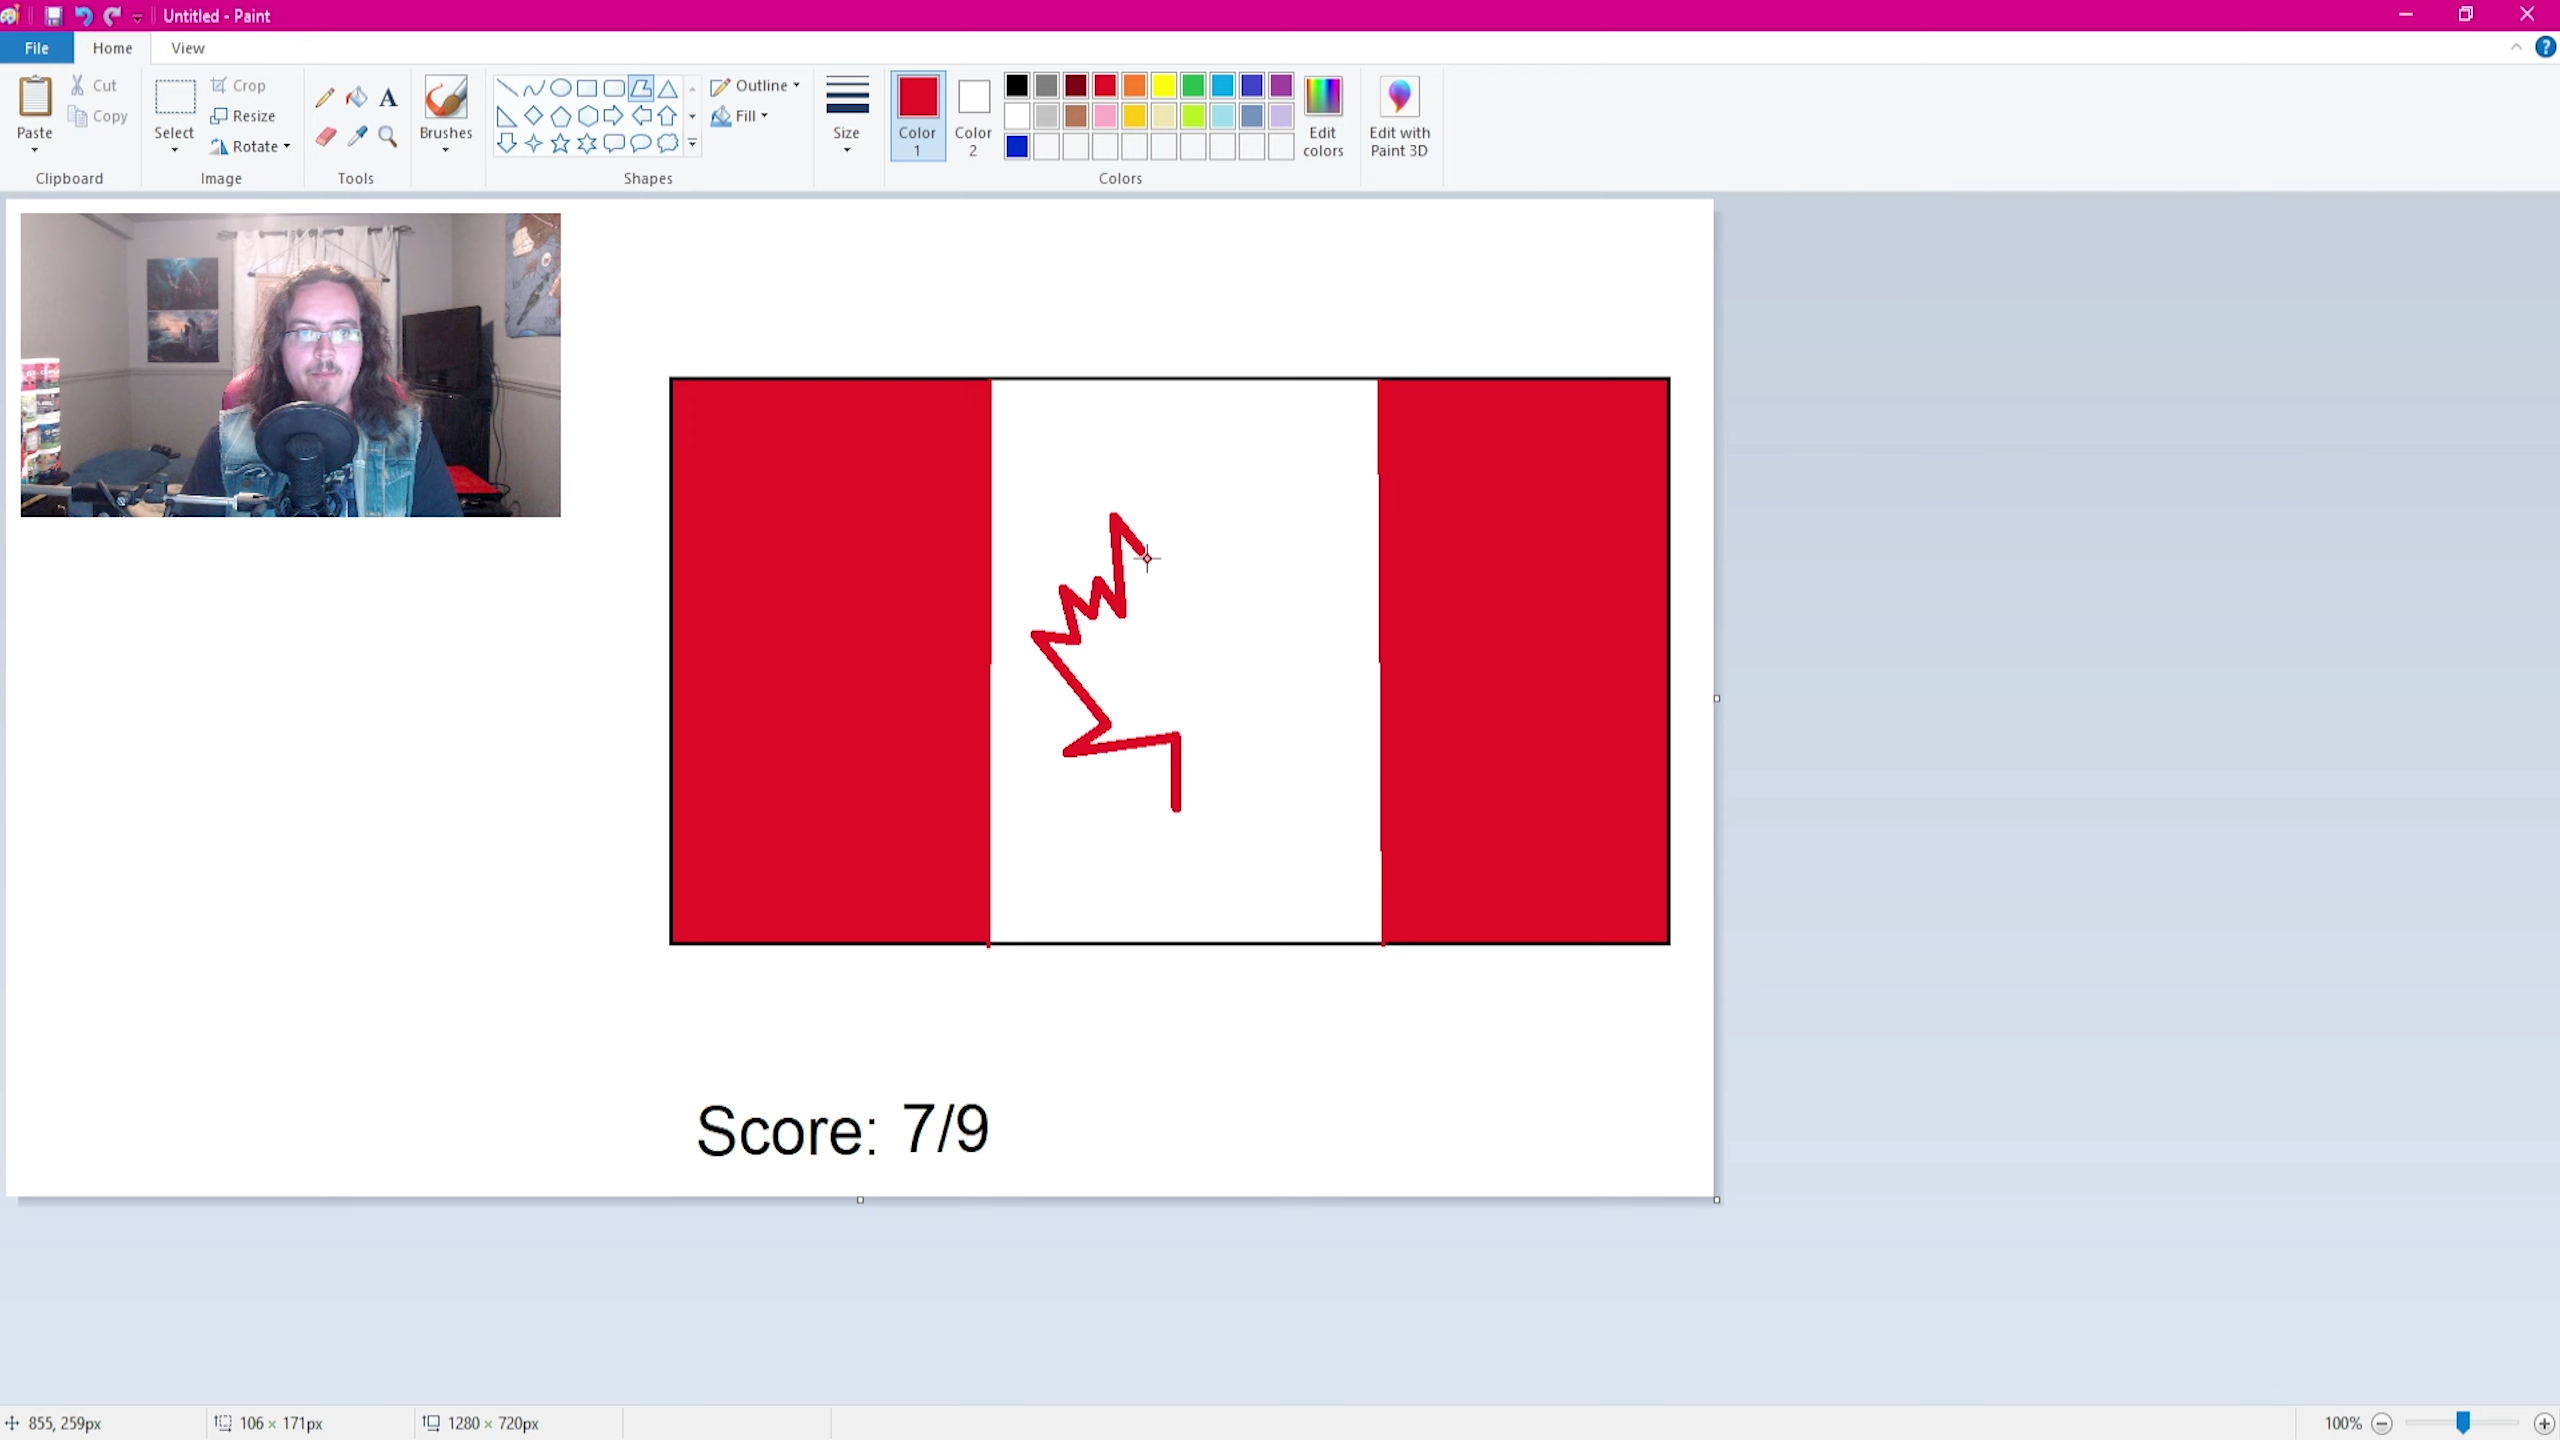 Untitled - Paint
File Home View
Paste
Cut
Copy
Clipboard
Select
Crop
Resize
Rotate
Image
Tools
Brushes
Shapes
Outline
Fill
Size
Color 1
Color 2
Colors
Edit colors
Edit with Paint 3D
Score: 7/9
855, 259px 106 × 171px 1280 × 720px 100%